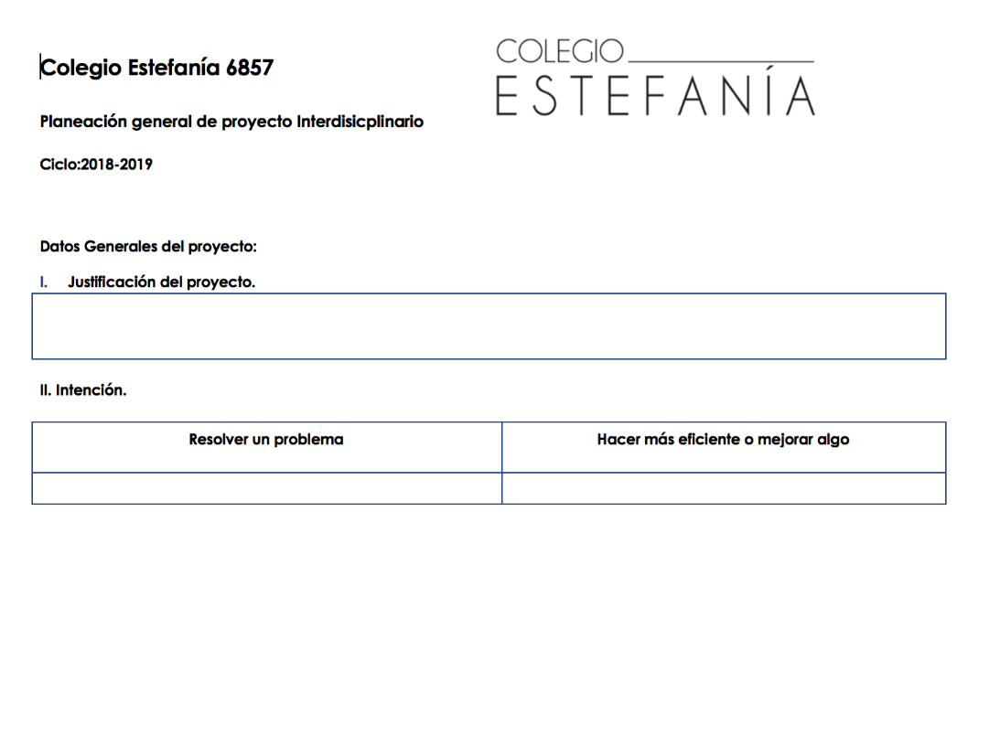 Colegio Estefanía 6857
COLEGIO
ESTEFANÍA
Planeación general de proyecto Interdisicplinario
Ciclo:2018-2019
Datos Generales del proyecto:
I. Justificación del proyecto.
II. Intención.
Resolver un problema
Hacer más eficiente o mejorar algo